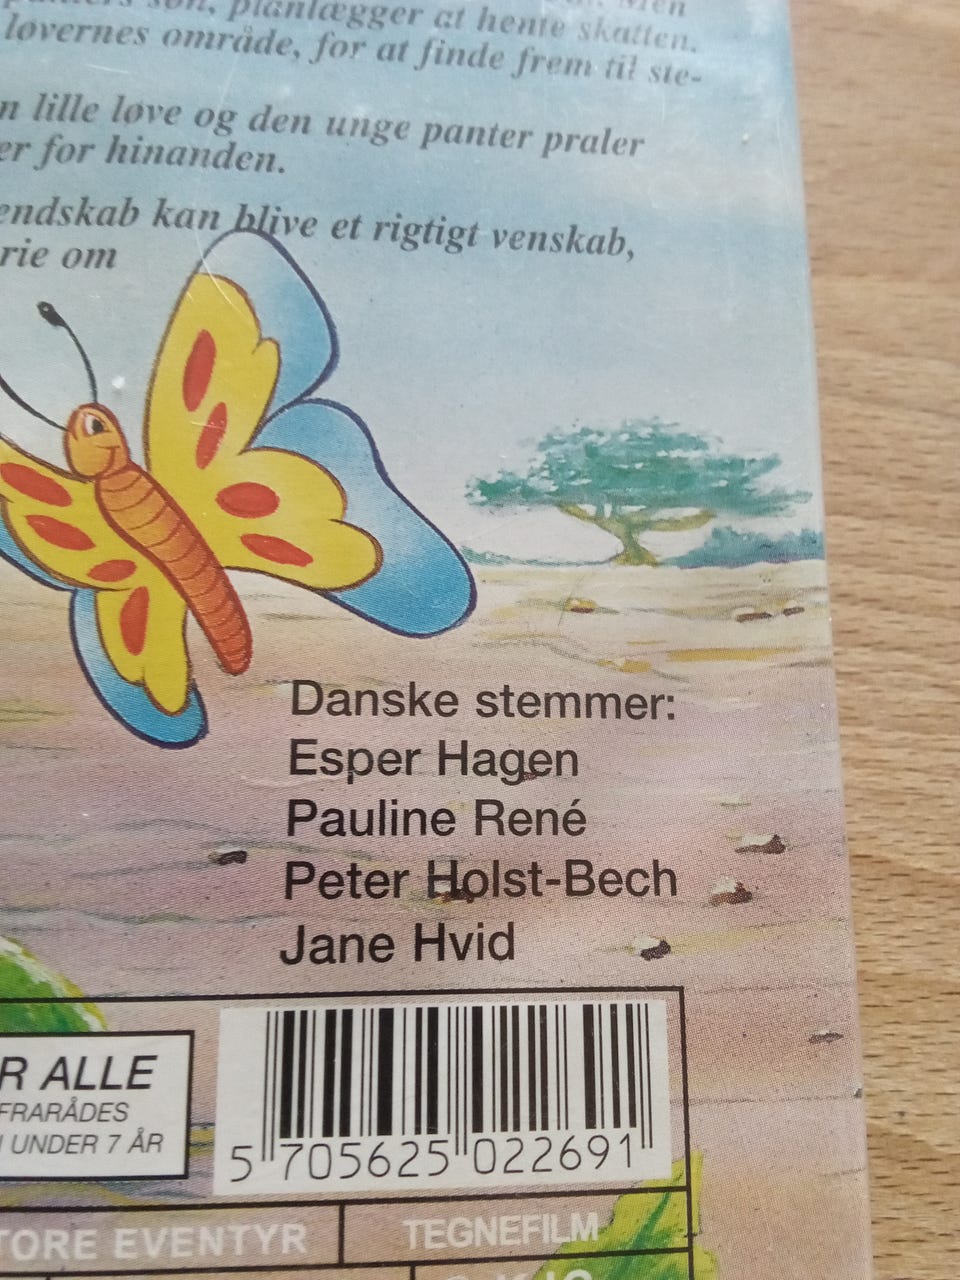 søn, planlægger at hente skatten.
løvernes område, for at finde frem til ste-
n lille løve og den unge panter praler
er for hinanden.
endskab kan blive et rigtigt venskab,
rie om
Danske stemmer:
Esper Hagen
Pauline René
Peter Holst-Bech
Jane Hvid
R ALLE
FRARÅDES
UNDER 7 ÅR
5 705625 022691
TORE EVENTYR
TEGNEFILM